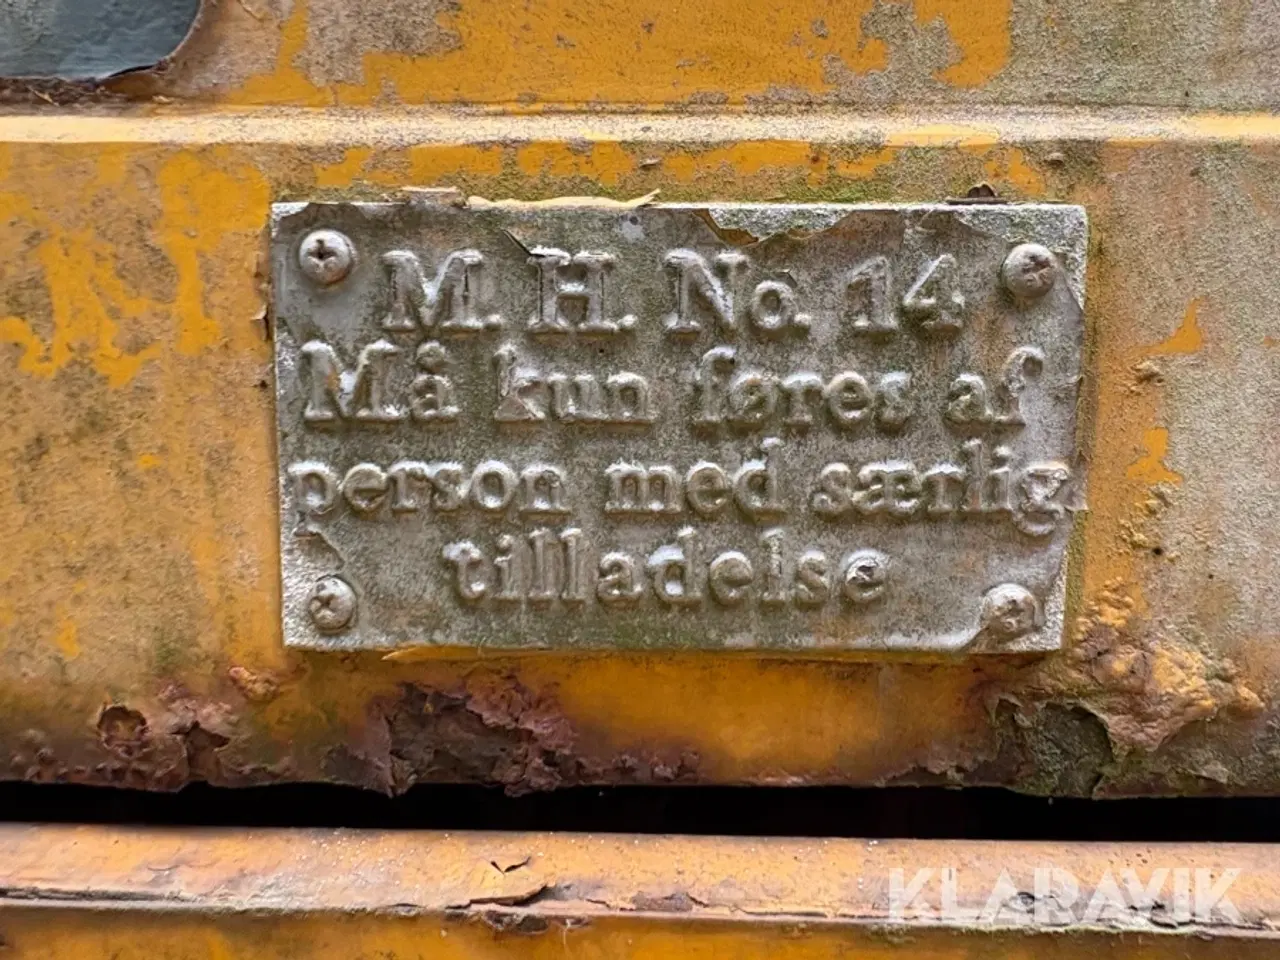 M. H. No. 14
Må kun føres af
person med særlig
tilladelse
KLARAVIK